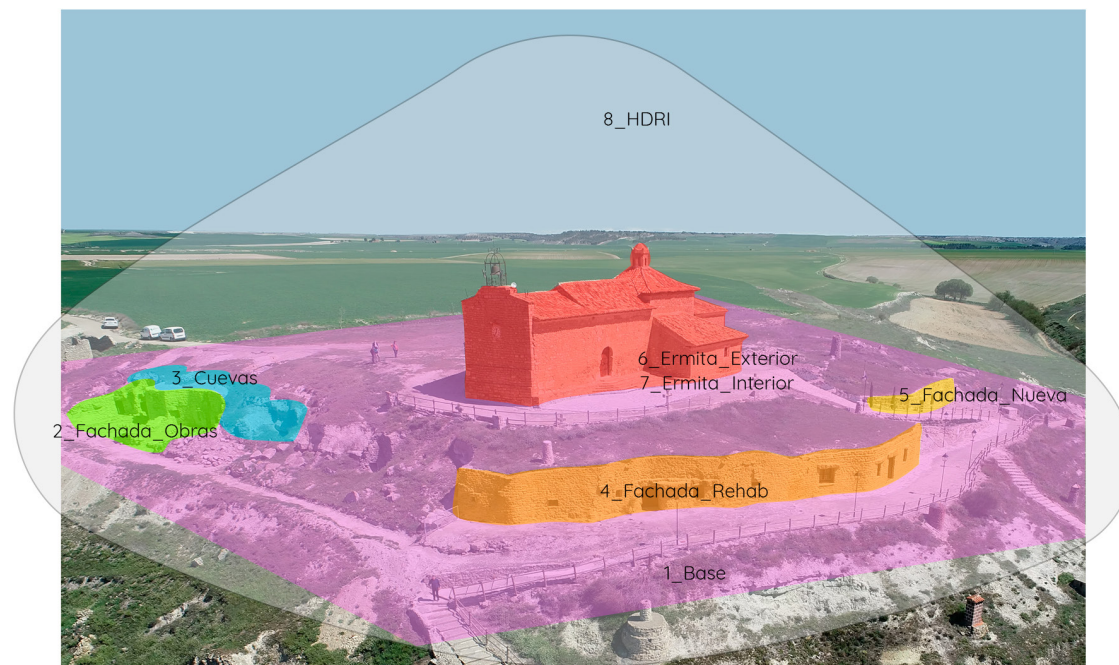 8_HDRI
6_Ermita_Exterior
7_Ermita_Interior
3_Cuevas
5_Fachada_Nueva
2_Fachada_Obras
4_Fachada_Rehab
1_Base